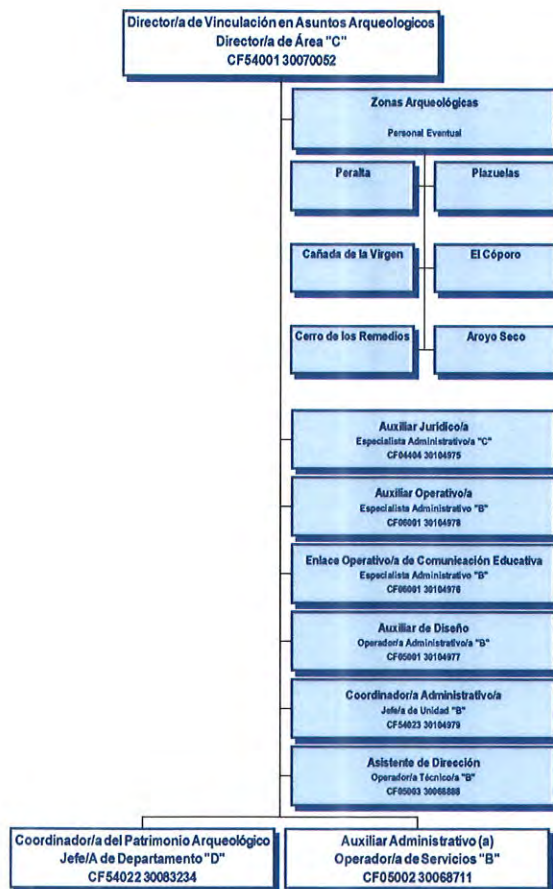 Director/a de Vinculación en Asuntos Arqueologicos
Director/a de Área "C"
CF54001 30070052
Zonas Arqueológicas
Personal Eventual
Peralta
Plazuelas
Cañada de la Virgen
El Cóporo
Cerro de los Remedios
Aroyo Seco
Auxiliar Jurídico/a
Especialista Administrativo/a "C"
CF04404 30104975
Auxiliar Operativo/a
Especialista Administrativo "B"
CF06001 30104978
Enlace Operativo/a de Comunicación Educativa
Especialista Administrativo "B"
CF06001 30104976
Auxiliar de Diseño
Operador/a Administrativo/a "B"
CF05001 30104977
Coordinador/a Administrativo/a
Jefe/a de Unidad "B"
CF54023 30104979
Asistente de Dirección
Operador/a Técnico/a "B"
CF05003 30068888
Coordinador/a del Patrimonio Arqueológico
Jefe/A de Departamento "D"
CF54022 30083234
Auxiliar Administrativo (a)
Operador/a de Servicios "B"
CF05002 30068711